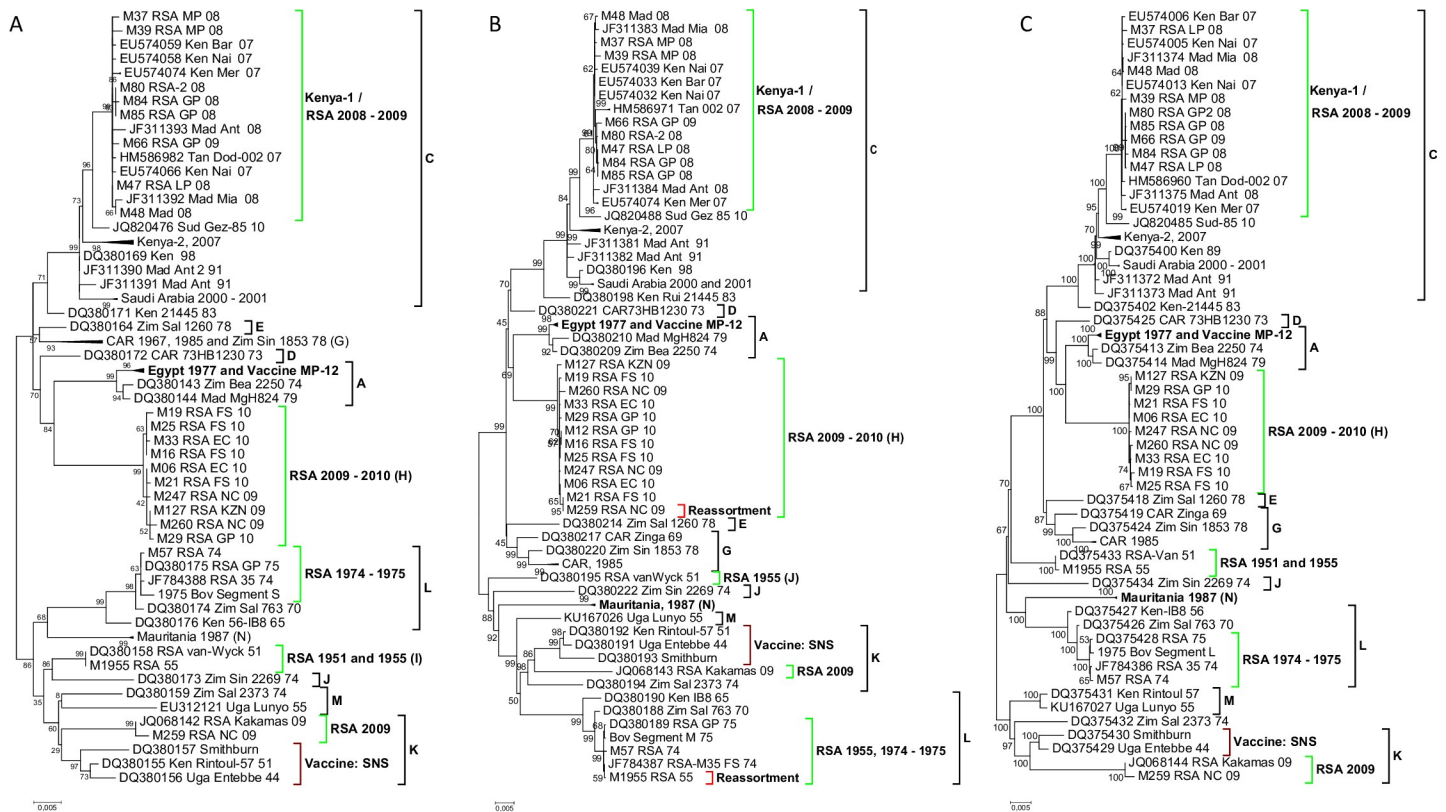 A
M37 RSA MP 08
M39 RSA MP 08
EU574059 Ken Bar 07
EU574058 Ken Nai 07
EU574074 Ken Mer 07
M80 RSA-2 08
M84 RSA GP 08
M85 RSA GP 08
JF311393 Mad Ant 08
M66 RSA GP 09
HM586982 Tan Dod-002 07
EU574066 Ken Nai 07
M47 RSA LP 08
JF311392 Mad Mia 08
M48 Mad 08
JQ820476 Sud Gez-85 10
Kenya-2, 2007
DQ380169 Ken 98
JF311390 Mad Ant 2 91
JF311391 Mad Ant 91
Saudi Arabia 2000 - 2001
DQ380171 Ken 21445 83
DQ380164 Zim Sal 1260 78
CAR 1967, 1985 and Zim Sin 1853 78 (G)
DQ380172 CAR 73HB1230 73
Egypt 1977 and Vaccine MP-12
DQ380143 Zim Bea 2250 74
DQ380144 Mad MgH824 79
M19 RSA FS 10
M25 RSA FS 10
M33 RSA EC 10
M16 RSA FS 10
M06 RSA EC 10
M21 RSA FS 10
M247 RSA NC 09
M127 RSA KZN 09
M260 RSA NC 09
M29 RSA GP 10
M57 RSA 74
DQ380175 RSA GP 75
JF784388 RSA 35 74
1975 Bov Segment S
DQ380174 Zim Sal 763 70
DQ380176 Ken 56-IB8 65
Mauritania 1987 (N)
DQ380158 RSA van-Wyck 51
M1955 RSA 55
DQ380173 Zim Sin 2269 74
DQ380159 Zim Sal 2373 74
EU312121 Uga Lunyo 55
JQ068142 RSA Kakamas 09
M259 RSA NC 09
DQ380157 Smithburn
DQ380155 Ken Rintoul-57 51
DQ380156 Uga Entebbe 44
Kenya-1 /
RSA 2008 - 2009
C
E
D
A
RSA 2009 - 2010 (H)
RSA 1974 - 1975
L
RSA 1951 and 1955 (I)
J
M
RSA 2009
K
Vaccine: SNS
0,005
B
M48 Mad 08
JF311383 Mad Mia 08
M37 RSA MP 08
M39 RSA MP 08
EU574039 Ken Nai 07
EU574033 Ken Bar 07
EU574032 Ken Nai 07
HM586971 Tan 002 07
M66 RSA GP 09
M80 RSA-2 08
M47 RSA LP 08
M84 RSA GP 08
M85 RSA GP 08
JF311384 Mad Ant 08
EU574074 Ken Mer 07
JQ820488 Sud Gez 85 10
Kenya-2, 2007
JF311381 Mad Ant 91
JF311382 Mad Ant 91
DQ380196 Ken 98
Saudi Arabia 2000 and 2001
DQ380198 Ken Rui 21445 83
DQ380221 CAR73HB1230 73
Egypt 1977 and Vaccine MP-12
DQ380210 Mad MgH824 79
DQ380209 Zim Bea 2250 74
M127 RSA KZN 09
M19 RSA FS 10
M260 RSA NC 09
M33 RSA EC 10
M29 RSA GP 10
M12 RSA GP 10
M16 RSA FS 10
M25 RSA FS 10
M247 RSA NC 09
M06 RSA EC 10
M21 RSA FS 10
M259 RSA NC 09
DQ380214 Zim Sal 1260 78
DQ380217 CAR Zinga 69
DQ380220 Zim Sin 1853 78
CAR, 1985
DQ380195 RSA vanWyck 51
DQ380222 Zim Sin 2269 74
Mauritania, 1987 (N)
KU167026 Uga Lunyo 55
DQ380192 Ken Rintoul-57 51
DQ380191 Uga Entebbe 44
DQ380193 Smithburn
JQ068143 RSA Kakamas 09
DQ380194 Zim Sal 2373 74
DQ380190 Ken IB8 65
DQ380188 Zim Sal 763 70
DQ380189 RSA GP 75
Bov Segment M 75
M57 RSA 74
JF784387 RSA-M35 FS 74
M1955 RSA 55
Kenya-1 /
RSA 2008 - 2009
C
D
A
RSA 2009 - 2010 (H)
Reassortment
E
G
RSA 1955 (J)
J
M
Vaccine: SNS
K
RSA 2009
RSA 1955, 1974 - 1975
L
Reassortment
0,005
C
EU574006 Ken Bar 07
M37 RSA LP 08
EU574005 Ken Nai 07
JF311374 Mad Mia 08
M48 Mad 08
EU574013 Ken Nai 07
M39 RSA MP 08
M80 RSA GP2 08
M85 RSA GP 08
M66 RSA GP 09
M84 RSA GP 08
M47 RSA LP 08
HM586960 Tan Dod-002 07
JF311375 Mad Ant 08
EU574019 Ken Mer 07
JQ820485 Sud-85 10
Kenya-2, 2007
DQ375400 Ken 89
Saudi Arabia 2000 - 2001
JF311372 Mad Ant 91
JF311373 Mad Ant 91
DQ375402 Ken-21445 83
DQ375425 CAR 73HB1230 73
Egypt 1977 and Vaccine MP-12
DQ375413 Zim Bea 2250 74
DQ375414 Mad MgH824 79
M127 RSA KZN 09
M29 RSA GP 10
M21 RSA FS 10
M06 RSA EC 10
M247 RSA NC 09
M260 RSA NC 09
M33 RSA EC 10
M19 RSA FS 10
M25 RSA FS 10
DQ375418 Zim Sal 1260 78
DQ375419 CAR Zinga 69
DQ375424 Zim Sin 1853 78
CAR 1985
DQ375433 RSA-Van 51
M1955 RSA 55
DQ375434 Zim Sin 2269 74
Mauritania 1987 (N)
DQ375427 Ken-IB8 56
DQ375426 Zim Sal 763 70
DQ375428 RSA 75
1975 Bov Segment L
JF784386 RSA 35 74
M57 RSA 74
DQ375431 Ken Rintoul 57
KU167027 Uga Lunyo 55
DQ375432 Zim Sal 2373 74
DQ375430 Smithburn
DQ375429 Uga Entebbe 44
JQ068144 RSA Kakamas 09
M259 RSA NC 09
Kenya-1 /
RSA 2008 - 2009
C
D
A
RSA 2009 - 2010 (H)
E
G
RSA 1951 and 1955
J
L
RSA 1974 - 1975
M
Vaccine: SNS
K
RSA 2009
0,005